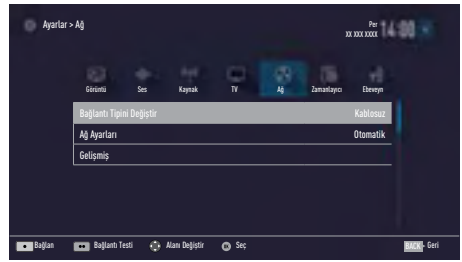 Ayarlar > Ağ
Per
xx xxx xxxx
14:00
Görüntü Ses Kaynak TV Ağ Zamanlayıcı Ebeveyn
Bağlantı Tipini Değiştir Kablosuz
Ağ Ayarları Otomatik
Gelişmiş
Bağlan Bağlantı Testi Alanı Değiştir Seç BACK Geri